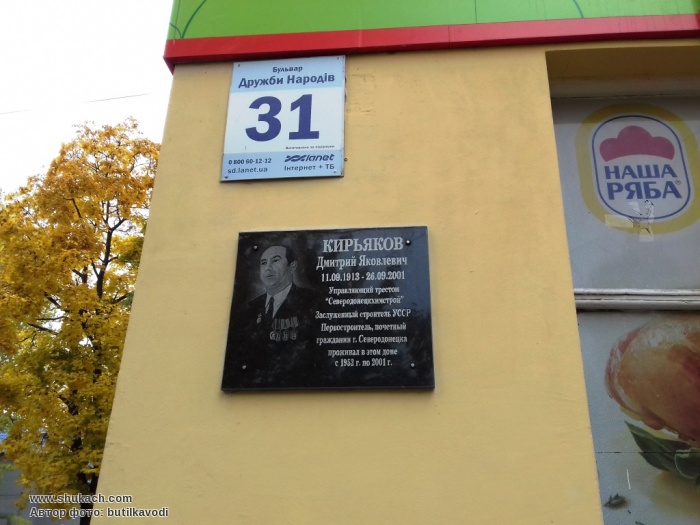 Бульвар
Дружби Народів
31
0 800 60-12-12
sd.lanet.ua
lanet
Інтернет + ТБ
НАША
РЯБА
КИРЬЯКОВ
Дмитрий Яковлевич
11.09.1913 - 26.09.2001
Управляющий трестом
"Северодонецкхимстрой"
Заслуженный строитель УССР
Первостроитель, почетный
гражданин г. Северодонецка
проживал в этом доме
с 1952 г. по 2001 г.
www.shukach.com
Автор фото: butilkavodi